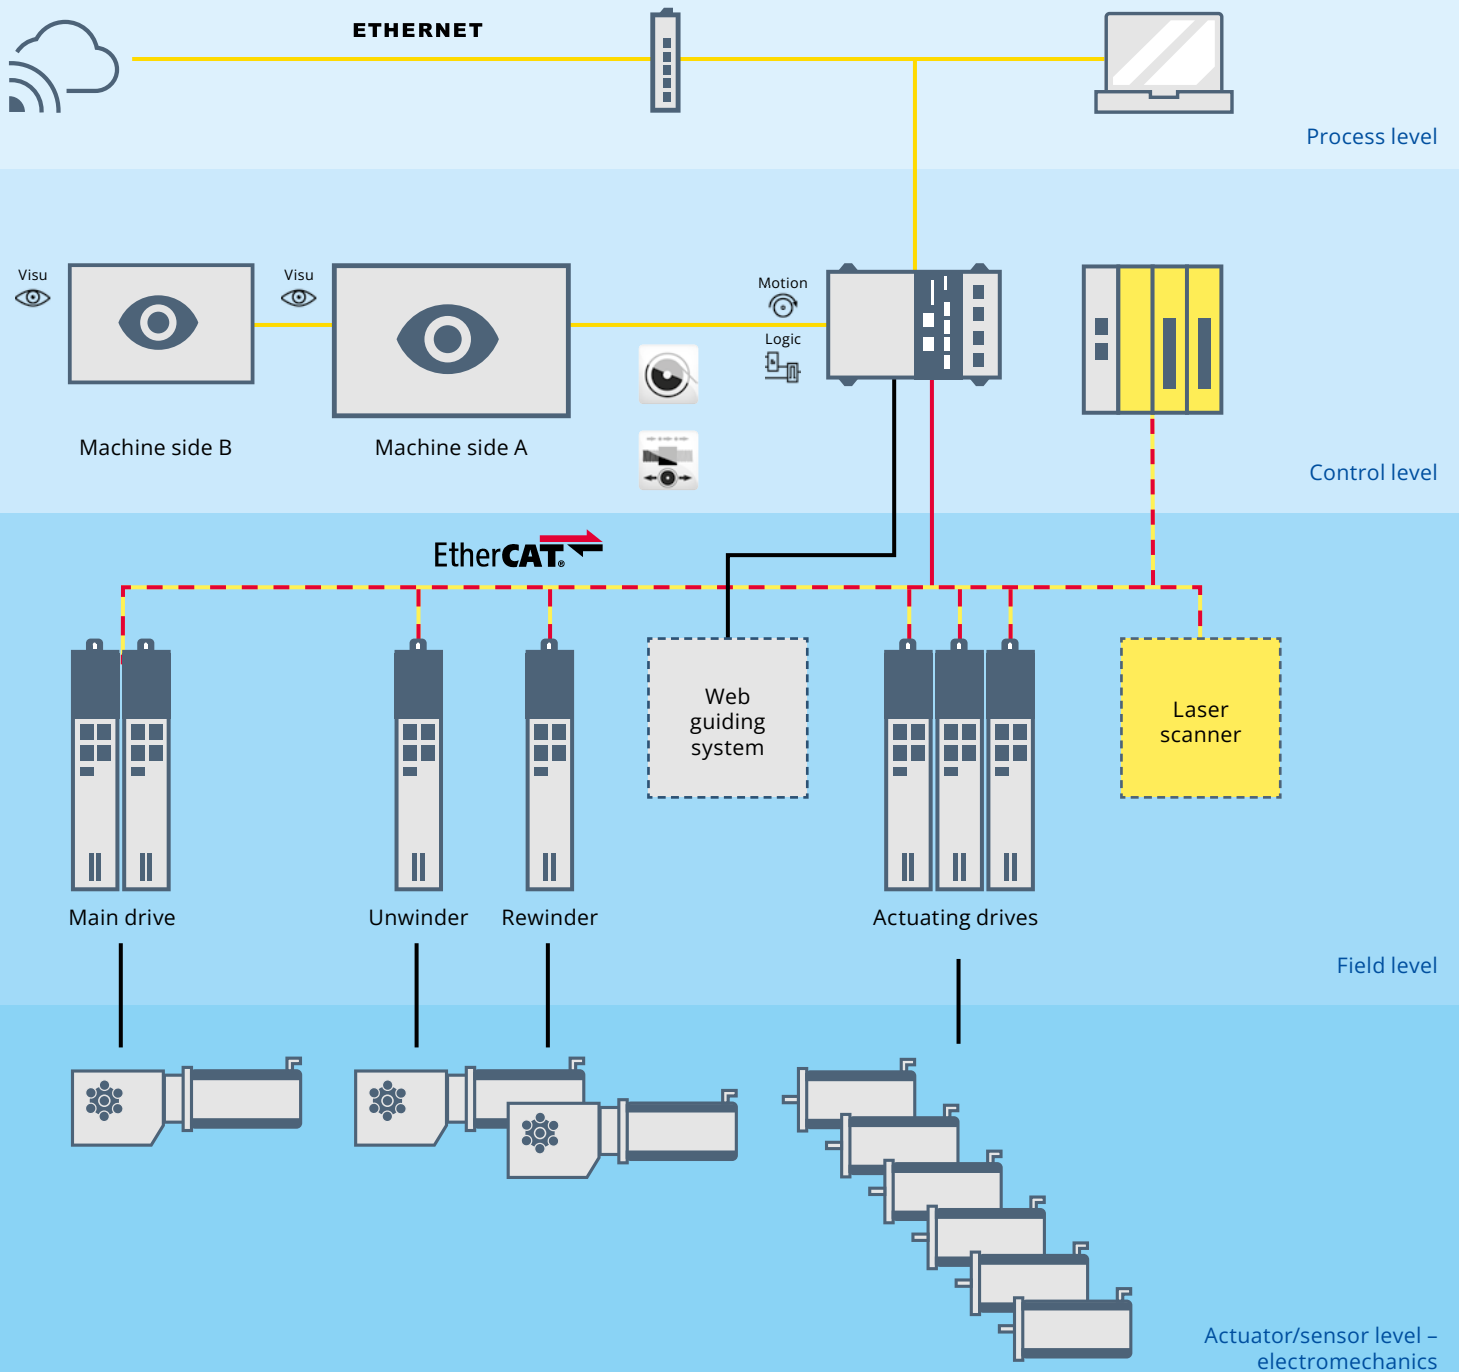 ETHERNET
Process level
Visu
Visu
Motion
Logic
Machine side B
Machine side A
Control level
EtherCAT®
Web
guiding
system
Laser
scanner
Main drive
Unwinder
Rewinder
Actuating drives
Field level
Actuator/sensor level –
electromechanics